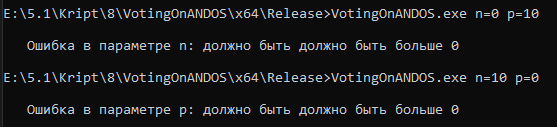 E:\5.1\Kript\8\VotingOnANDOS\x64\Release>VotingOnANDOS.exe n=0 p=10
Ошибка в параметре n: должно быть должно быть больше 0
E:\5.1\Kript\8\VotingOnANDOS\x64\Release>VotingOnANDOS.exe n=10 p=0
Ошибка в параметре p: должно быть должно быть больше 0